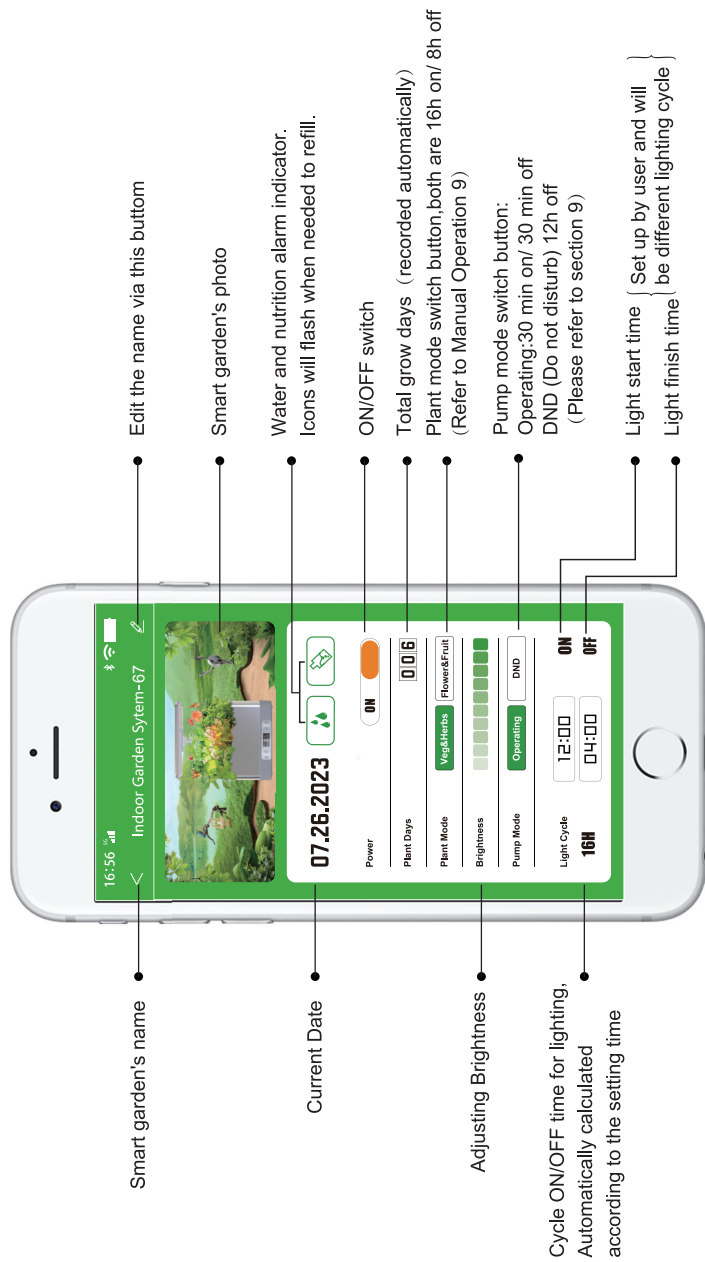 Smart garden's name
Current Date
Adjusting Brightness
Cycle ON/OFF time for lighting,
Automatically calculated
according to the setting time
16:56 5G
< Indoor Garden Sytem-67
07.26.2023
Power
ON
Plant Days
006
Plant Mode
Veg&Herbs
Flower&Fruit
Brightness
Pump Mode
Operating
DND
Light Cycle
16H
12:00
ON
04:00
OFF
Edit the name via this buttom
Smart garden's photo
Water and nutrition alarm indicator.
Icons will flash when needed to refill.
ON/OFF switch
Total grow days（recorded automatically）
Plant mode switch button,both are 16h on/ 8h off
（Refer to Manual Operation 9）
Pump mode switch button:
Operating:30 min on/ 30 min off
DND (Do not disturb) 12h off
（Please refer to section 9）
Light start time
Light finish time
Set up by user and will
be different lighting cycle